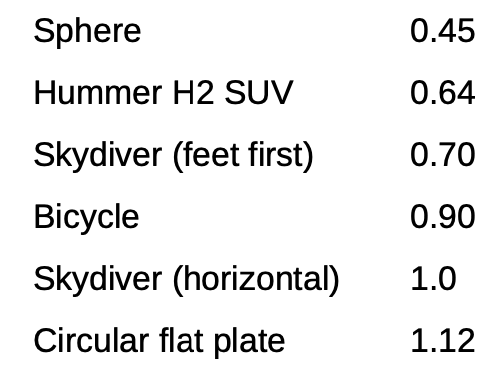 Sphere 0.45
Hummer H2 SUV 0.64
Skydiver (feet first) 0.70
Bicycle 0.90
Skydiver (horizontal) 1.0
Circular flat plate 1.12